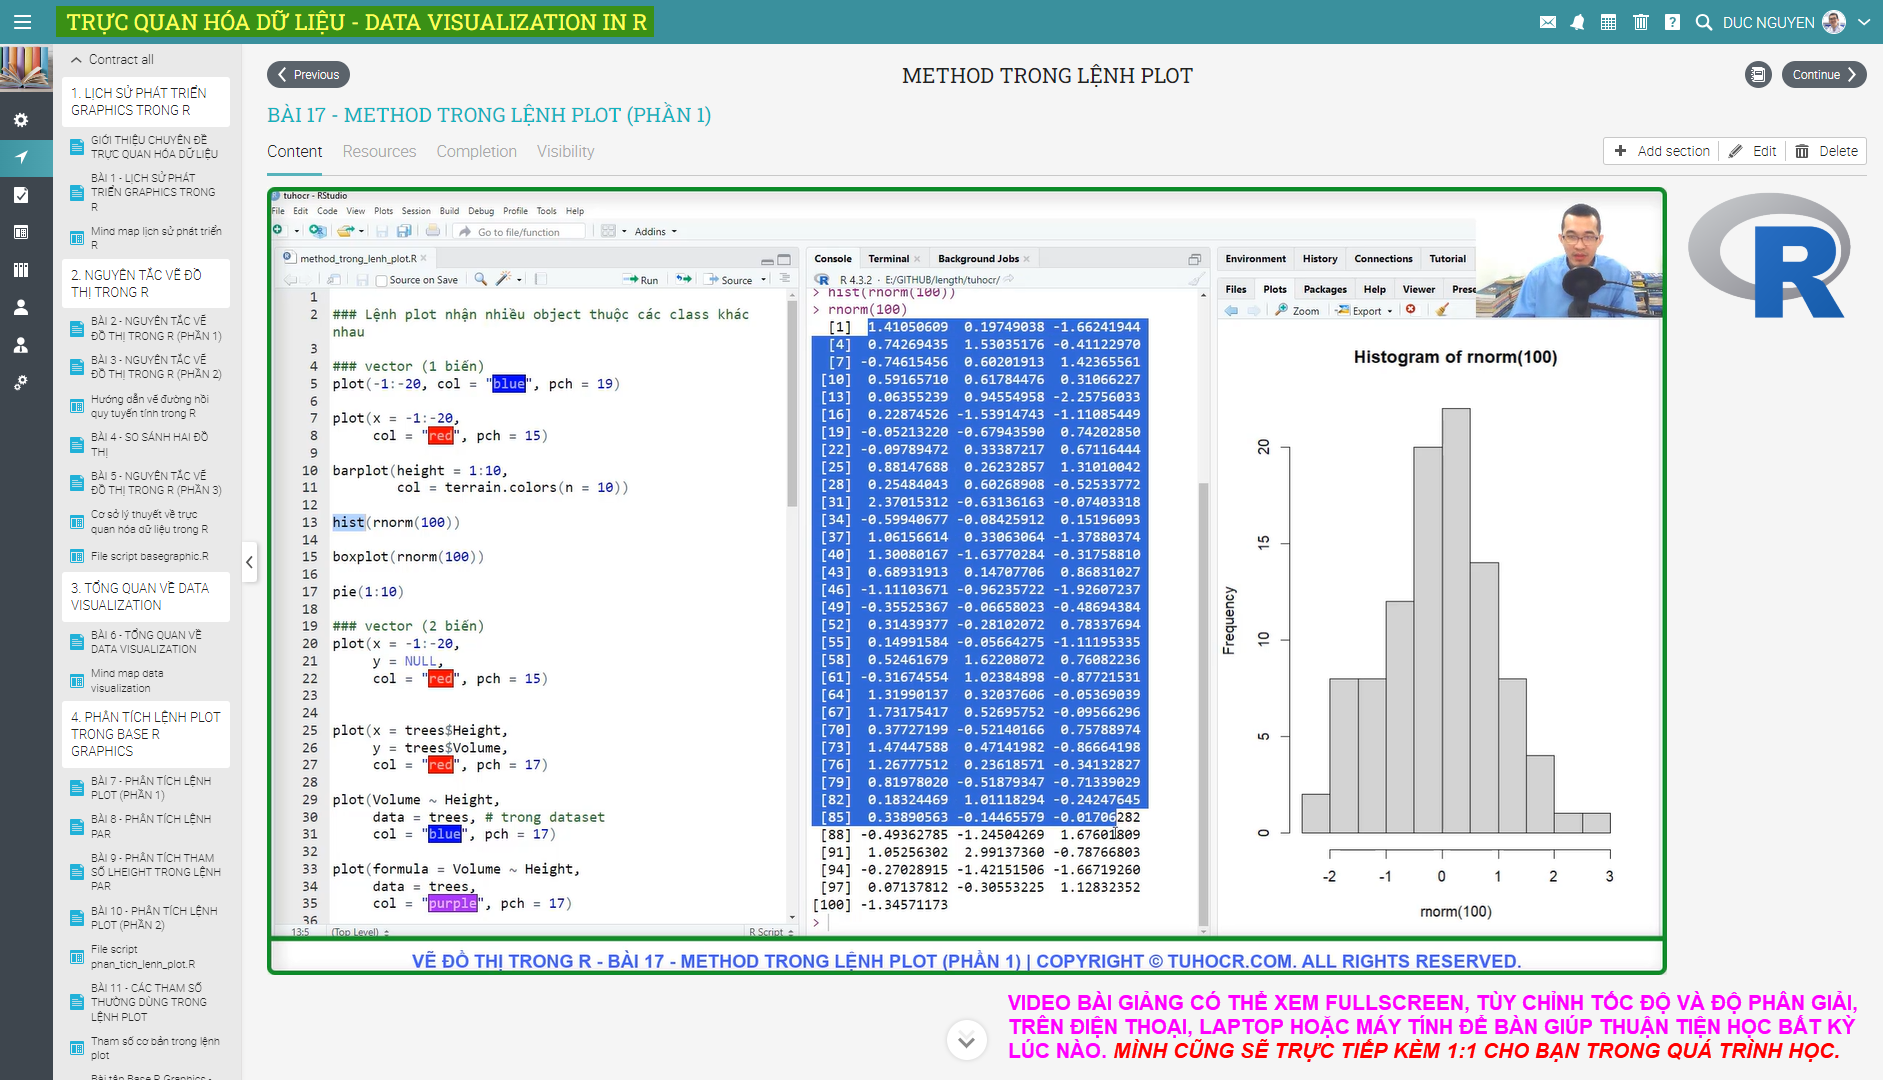 TRỰC QUAN HÓA DỮ LIỆU - DATA VISUALIZATION IN R
DUC NGUYEN
Contract all
1. LỊCH SỬ PHÁT TRIỂN
GRAPHICS TRONG R
GIỚI THIỆU CHUYÊN ĐỀ
TRỰC QUAN HÓA DỮ LIỆU
BÀI 1 - LỊCH SỬ PHÁT
TRIỂN GRAPHICS TRONG
R
Mind map lịch sử phát triển
R
2. NGUYÊN TẮC VẼ ĐỒ
THỊ TRONG R
BÀI 2 - NGUYÊN TẮC VẼ
ĐỒ THỊ TRONG R (PHẦN 1)
BÀI 3 - NGUYÊN TẮC VẼ
ĐỒ THỊ TRONG R (PHẦN 2)
Hướng dẫn vẽ đường hồi
quy tuyến tính trong R
BÀI 4 - SO SÁNH HAI ĐỒ
THỊ
BÀI 5 - NGUYÊN TẮC VẼ
ĐỒ THỊ TRONG R (PHẦN 3)
Cơ sở lý thuyết về trực
quan hóa dữ liệu trong R
File script basegraphic.R
3. TỔNG QUAN VỀ DATA
VISUALIZATION
BÀI 6 - TỔNG QUAN VỀ
DATA VISUALIZATION
Mind map data
visualization
4. PHÂN TÍCH LỆNH PLOT
TRONG BASE R
GRAPHICS
BÀI 7 - PHÂN TÍCH LỆNH
PLOT (PHẦN 1)
BÀI 8 - PHÂN TÍCH LỆNH
PAR
BÀI 9 - PHÂN TÍCH THAM
SỐ LHEIGHT TRONG LỆNH
PAR
BÀI 10 - PHÂN TÍCH LỆNH
PLOT (PHẦN 2)
File script
phan_tich_lenh_plot.R
BÀI 11 - CÁC THAM SỐ
THƯỜNG DÙNG TRONG
LỆNH PLOT
Tham số cơ bản trong lệnh
plot
Bài tập Base R Graphics -
Previous
METHOD TRONG LỆNH PLOT
Continue
BÀI 17 - METHOD TRONG LỆNH PLOT (PHẦN 1)
Content Resources Completion Visibility
Add section Edit Delete
tuhocr - RStudio
File Edit Code View Plots Session Build Debug Profile Tools Help
Go to file/function Addins
method_trong_lenh_plot.R
Source on Save Run Source
1
2 ### Lệnh plot nhận nhiều object thuộc các class khác
nhau
3
4 ### vector (1 biến)
5 plot(-1:-20, col = "blue", pch = 19)
6
7 plot(x = -1:-20,
8 col = "red", pch = 15)
9
10 barplot(height = 1:10,
11 col = terrain.colors(n = 10))
12
13 hist(rnorm(100))
14
15 boxplot(rnorm(100))
16
17 pie(1:10)
18
19 ### vector (2 biến)
20 plot(x = -1:-20,
21 y = NULL,
22 col = "red", pch = 15)
23
24
25 plot(x = trees$Height,
26 y = trees$Volume,
27 col = "red", pch = 17)
28
29 plot(Volume ~ Height,
30 data = trees, # trong dataset
31 col = "blue", pch = 17)
32
33 plot(formula = Volume ~ Height,
34 data = trees,
35 col = "purple", pch = 17)
36
13:5 (Top Level) R Script
Console Terminal Background Jobs
R 4.3.2 · E:/GITHUB/length/tuhocr/
> hist(rnorm(100))
> rnorm(100)
[1] 1.41050609 0.19749038 -1.66241944
[4] 0.74269435 1.53035176 -0.41122970
[7] -0.74615456 0.60201913 1.42365561
[10] 0.59165710 0.61784476 0.31066227
[13] 0.06355239 0.94554958 -2.25756033
[16] 0.22874526 -1.53914743 -1.11085449
[19] -0.05213220 -0.67943590 0.74202850
[22] -0.09789472 0.33387217 0.67116444
[25] 0.88147688 0.26232857 1.31010042
[28] 0.25484043 0.60268908 -0.52533772
[31] 2.37015312 -0.63136163 -0.07403318
[34] -0.59940677 -0.08425912 0.15196093
[37] 1.06156614 0.33063064 -1.37880374
[40] 1.30080167 -1.63770284 -0.31758810
[43] 0.68931913 0.14707706 0.86831027
[46] -1.11103671 -0.96235722 -1.92607237
[49] -0.35525367 -0.06658023 -0.48694384
[52] 0.31439377 -0.28102072 0.78337694
[55] 0.14991584 -0.05664275 -1.11195335
[58] 0.52461679 1.62208072 0.76082236
[61] -0.31674554 1.02384898 -0.87721531
[64] 1.31990137 0.32037606 -0.05369039
[67] 1.73175417 0.52695752 -0.09566296
[70] 0.37727199 -0.52140166 0.75788974
[73] 1.47447588 0.47141982 -0.86664198
[76] 1.26777512 0.23618571 -0.34132827
[79] 0.81978020 -0.51879347 -0.71339029
[82] 0.18324469 1.01118294 -0.24247645
[85] 0.33890563 -0.14465579 -0.01706282
[88] -0.49362785 -1.24504269 1.67601809
[91] 1.05256302 2.99137360 -0.78766803
[94] -0.27028915 -1.42151506 -1.66719260
[97] 0.07137812 -0.30553225 1.12832352
[100] -1.34571173
>
Environment History Connections Tutorial
Files Plots Packages Help Viewer Prese
Zoom Export
Histogram of rnorm(100)
Frequency
0 5 10 15 20
-2 -1 0 1 2 3
rnorm(100)
R
VẼ ĐỒ THỊ TRONG R - BÀI 17 - METHOD TRONG LỆNH PLOT (PHẦN 1) | COPYRIGHT © TUHOCR.COM. ALL RIGHTS RESERVED.
VIDEO BÀI GIẢNG CÓ THỂ XEM FULLSCREEN, TÙY CHỈNH TỐC ĐỘ VÀ ĐỘ PHÂN GIẢI,
TRÊN ĐIỆN THOẠI, LAPTOP HOẶC MÁY TÍNH ĐỂ BÀN GIÚP THUẬN TIỆN HỌC BẤT KỲ
LÚC NÀO. MÌNH CŨNG SẼ TRỰC TIẾP KÈM 1:1 CHO BẠN TRONG QUÁ TRÌNH HỌC.